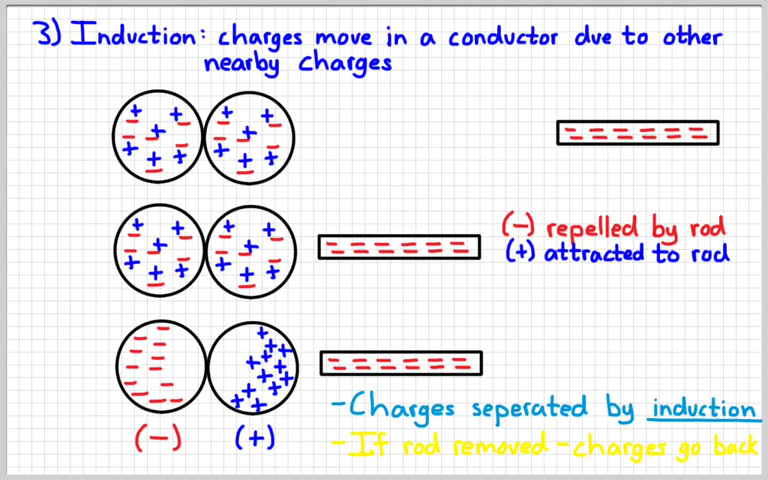 3) Induction: charges move in a conductor due to other
nearby charges
(-) repelled by rod
(+) attracted to rod
- Charges seperated by induction
(-) (+)
- If rod removed - charges go back